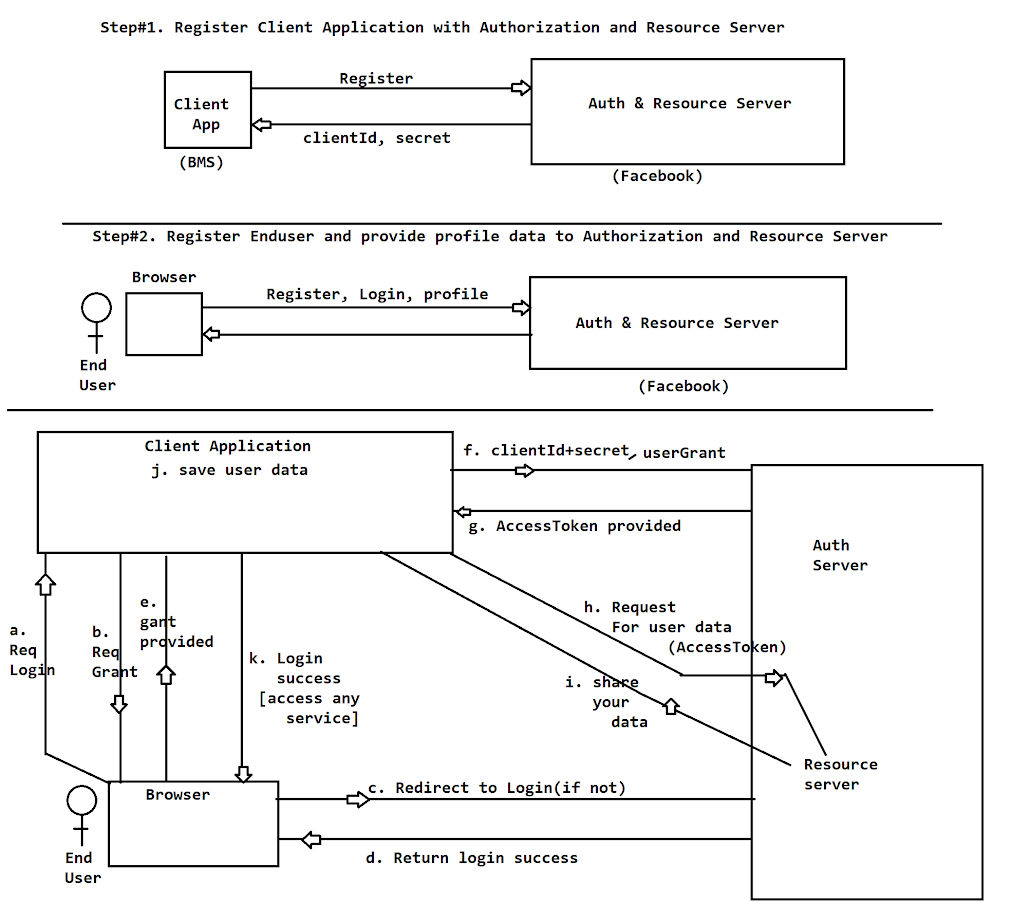 Step#1. Register Client Application with Authorization and Resource Server
Register
Client
App
Auth & Resource Server
clientId, secret
(BMS)
(Facebook)
Step#2. Register Enduser and provide profile data to Authorization and Resource Server
Browser
Register, Login, profile
Auth & Resource Server
End
User
(Facebook)
Client Application
j. save user data
f. clientId+secret, userGrant
g. AccessToken provided
Auth
Server
a.
Req
Login
b.
Req
Grant
e.
gant
provided
h. Request
For user data
(AccessToken)
k. Login
success
[access any
service]
i. share
your
data
Resource
server
Browser
c. Redirect to Login(if not)
d. Return login success
End
User